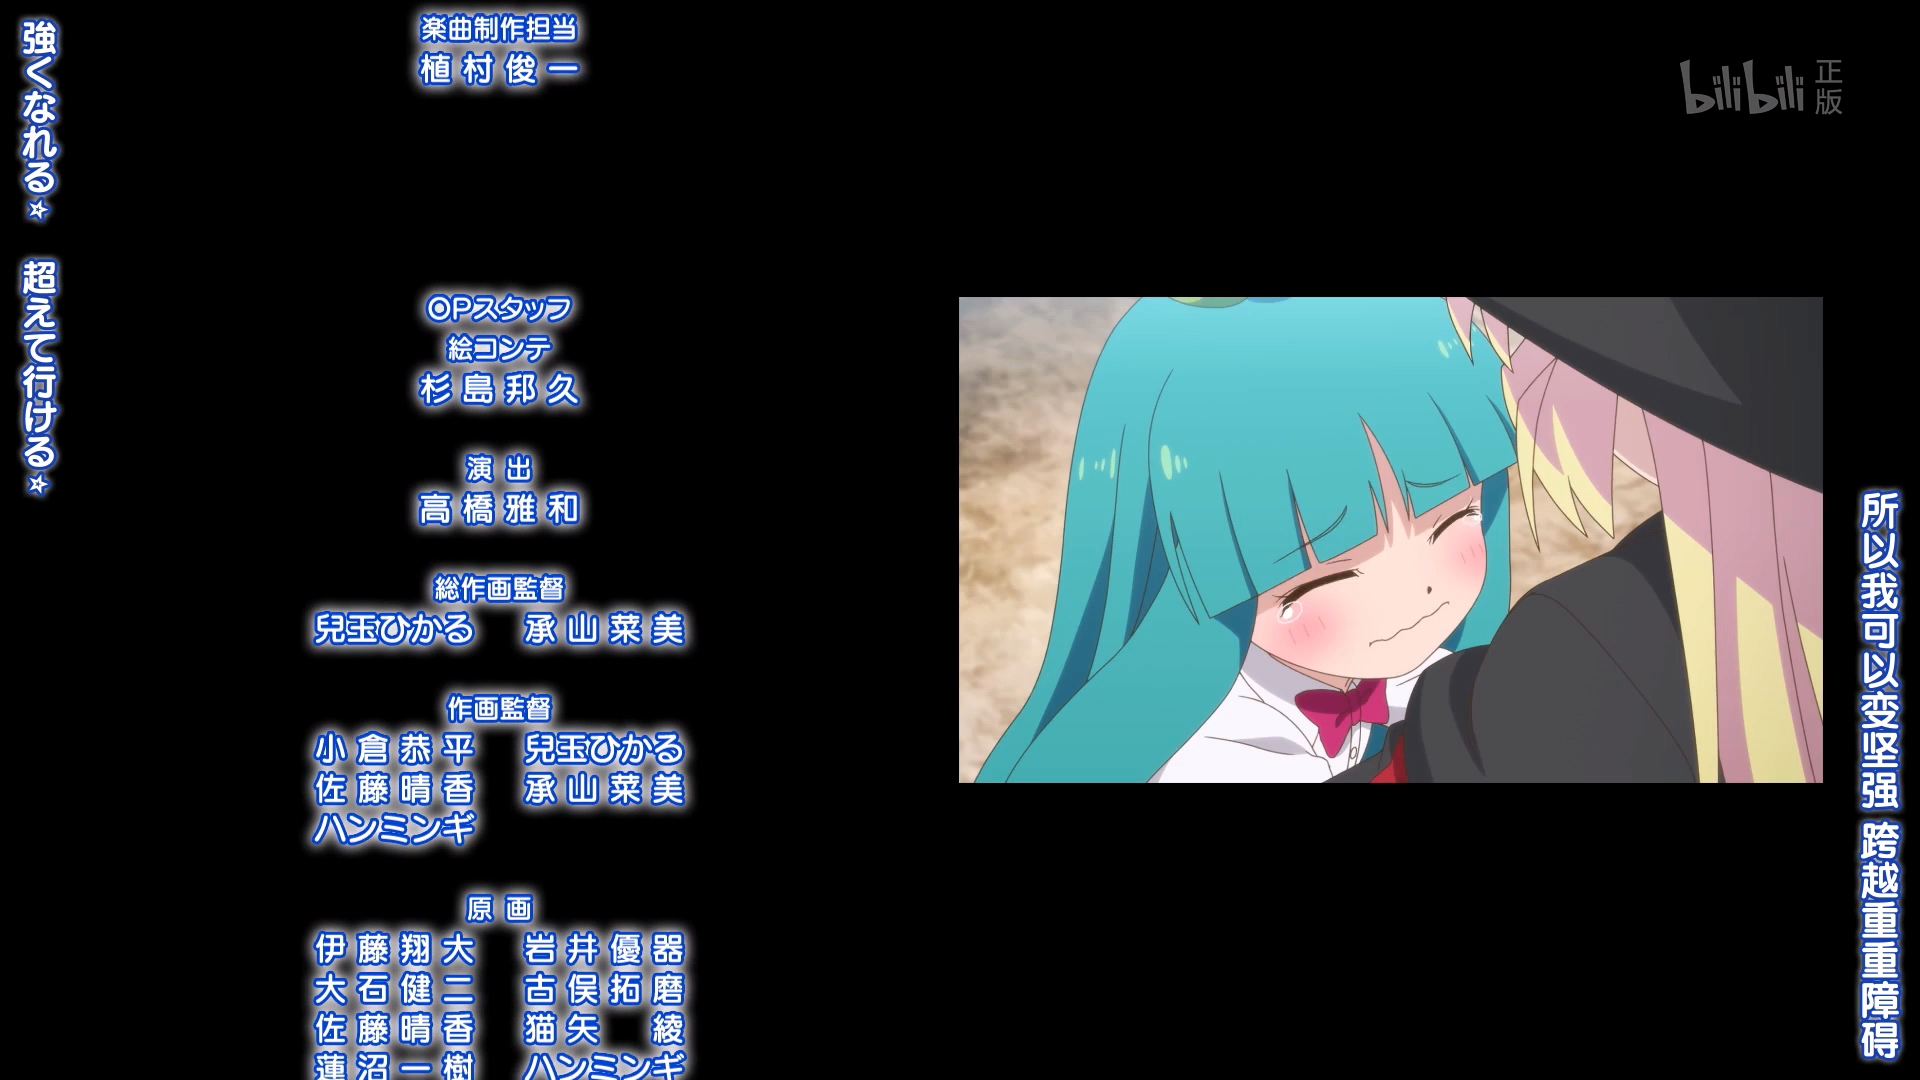 強くなれる☆　超えて行ける☆
楽曲制作担当
植村俊一
OPスタッフ
絵コンテ
杉島邦久
演出
高橋雅和
総作画監督
兒玉ひかる　承山菜美
作画監督
小倉恭平　兒玉ひかる
佐藤晴香　承山菜美
ハンミンギ
原画
伊藤翔大　岩井優器
大石健二　古俣拓磨
佐藤晴香　猫矢　綾
蓮沼一樹　ハンミンギ
bilibili 正版
所以我可以变坚强 跨越重重障碍